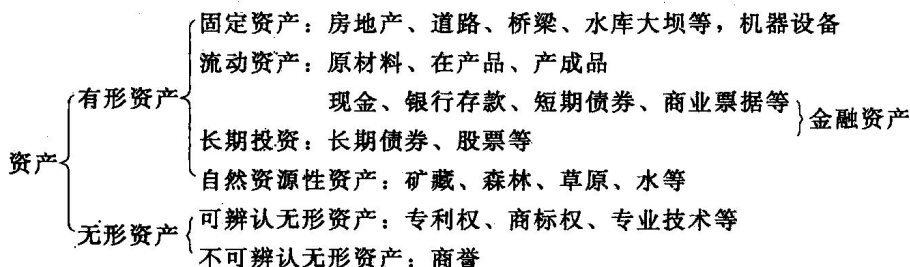 固定资产：房地产、道路、桥梁、水库大坝等，机器设备
流动资产：原材料、在产品、产成品
有形资产
现金、银行存款、短期债券、商业票据等
金融资产
长期投资：长期债券、股票等
资产
自然资源性资产：矿藏、森林、草原、水等
可辨认无形资产：专利权、商标权、专业技术等
无形资产
不可辨认无形资产：商誉